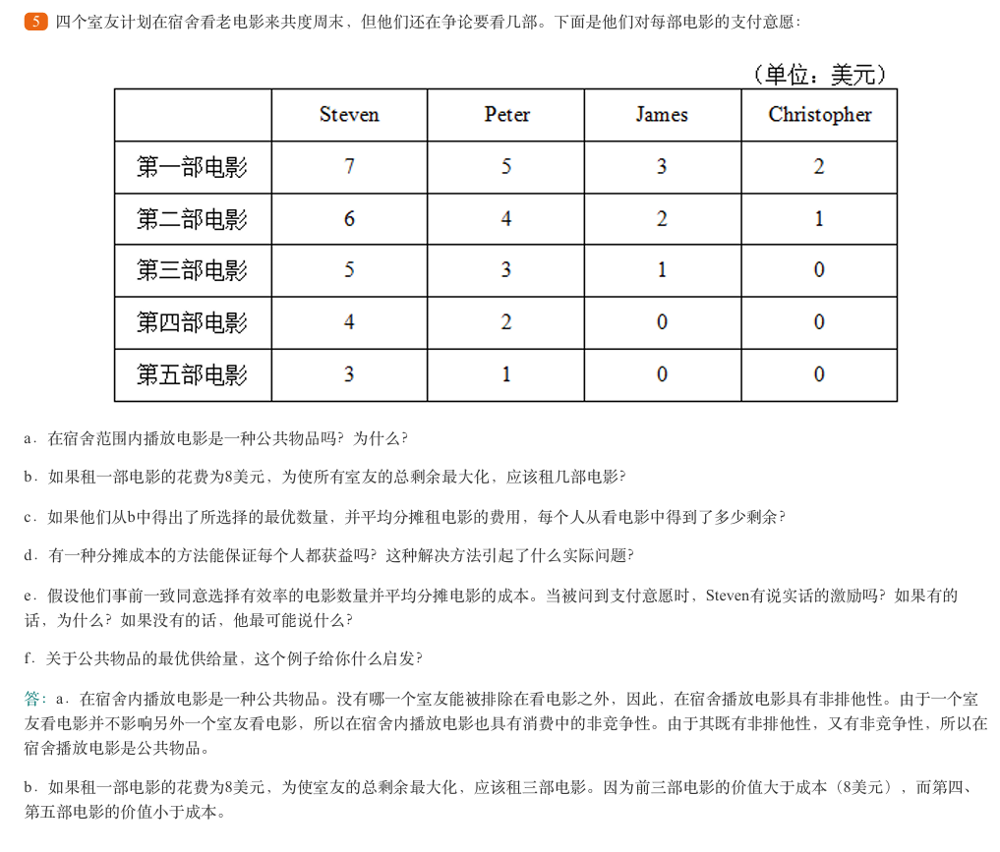 5 四个室友计划在宿舍看老电影来共度周末，但他们还在争论要看几部。下面是他们对每部电影的支付意愿：
（单位：美元）
Steven Peter James Christopher
第一部电影 7 5 3 2
第二部电影 6 4 2 1
第三部电影 5 3 1 0
第四部电影 4 2 0 0
第五部电影 3 1 0 0
a．在宿舍范围内播放电影是一种公共物品吗？为什么？
b．如果租一部电影的花费为8美元，为使所有室友的总剩余最大化，应该租几部电影？
c．如果他们从b中得出了所选择的最优数量，并平均分摊租电影的费用，每个人从看电影中得到了多少剩余？
d．有一种分摊成本的方法能保证每个人都获益吗？这种解决方法引起了什么实际问题？
e．假设他们事前一致同意选择有效率的电影数量并平均分摊电影的成本。当被问到支付意愿时，Steven有说实话的激励吗？如果有的
话，为什么？如果没有的话，他最可能说什么？
f．关于公共物品的最优供给量，这个例子给你什么启发？
答：a．在宿舍内播放电影是一种公共物品。没有哪一个室友能被排除在看电影之外，因此，在宿舍播放电影具有非排他性。由于一个室
友看电影并不影响另外一个室友看电影，所以在宿舍内播放电影也具有消费中的非竞争性。由于其既有非排他性，又有非竞争性，所以在
宿舍播放电影是公共物品。
b．如果租一部电影的花费为8美元，为使室友的总剩余最大化，应该租三部电影。因为前三部电影的价值大于成本（8美元），而第四、
第五部电影的价值小于成本。